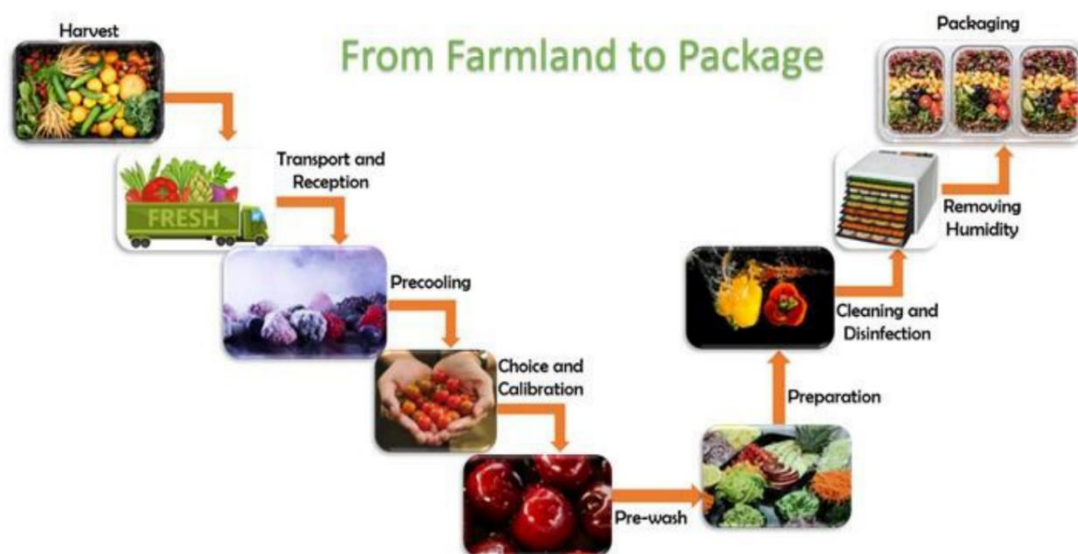 From Farmland to Package
Harvest
Transport and
Reception
FRESH
Precooling
Choice and
Calibration
Pre-wash
Preparation
Cleaning and
Disinfection
Removing
Humidity
Packaging